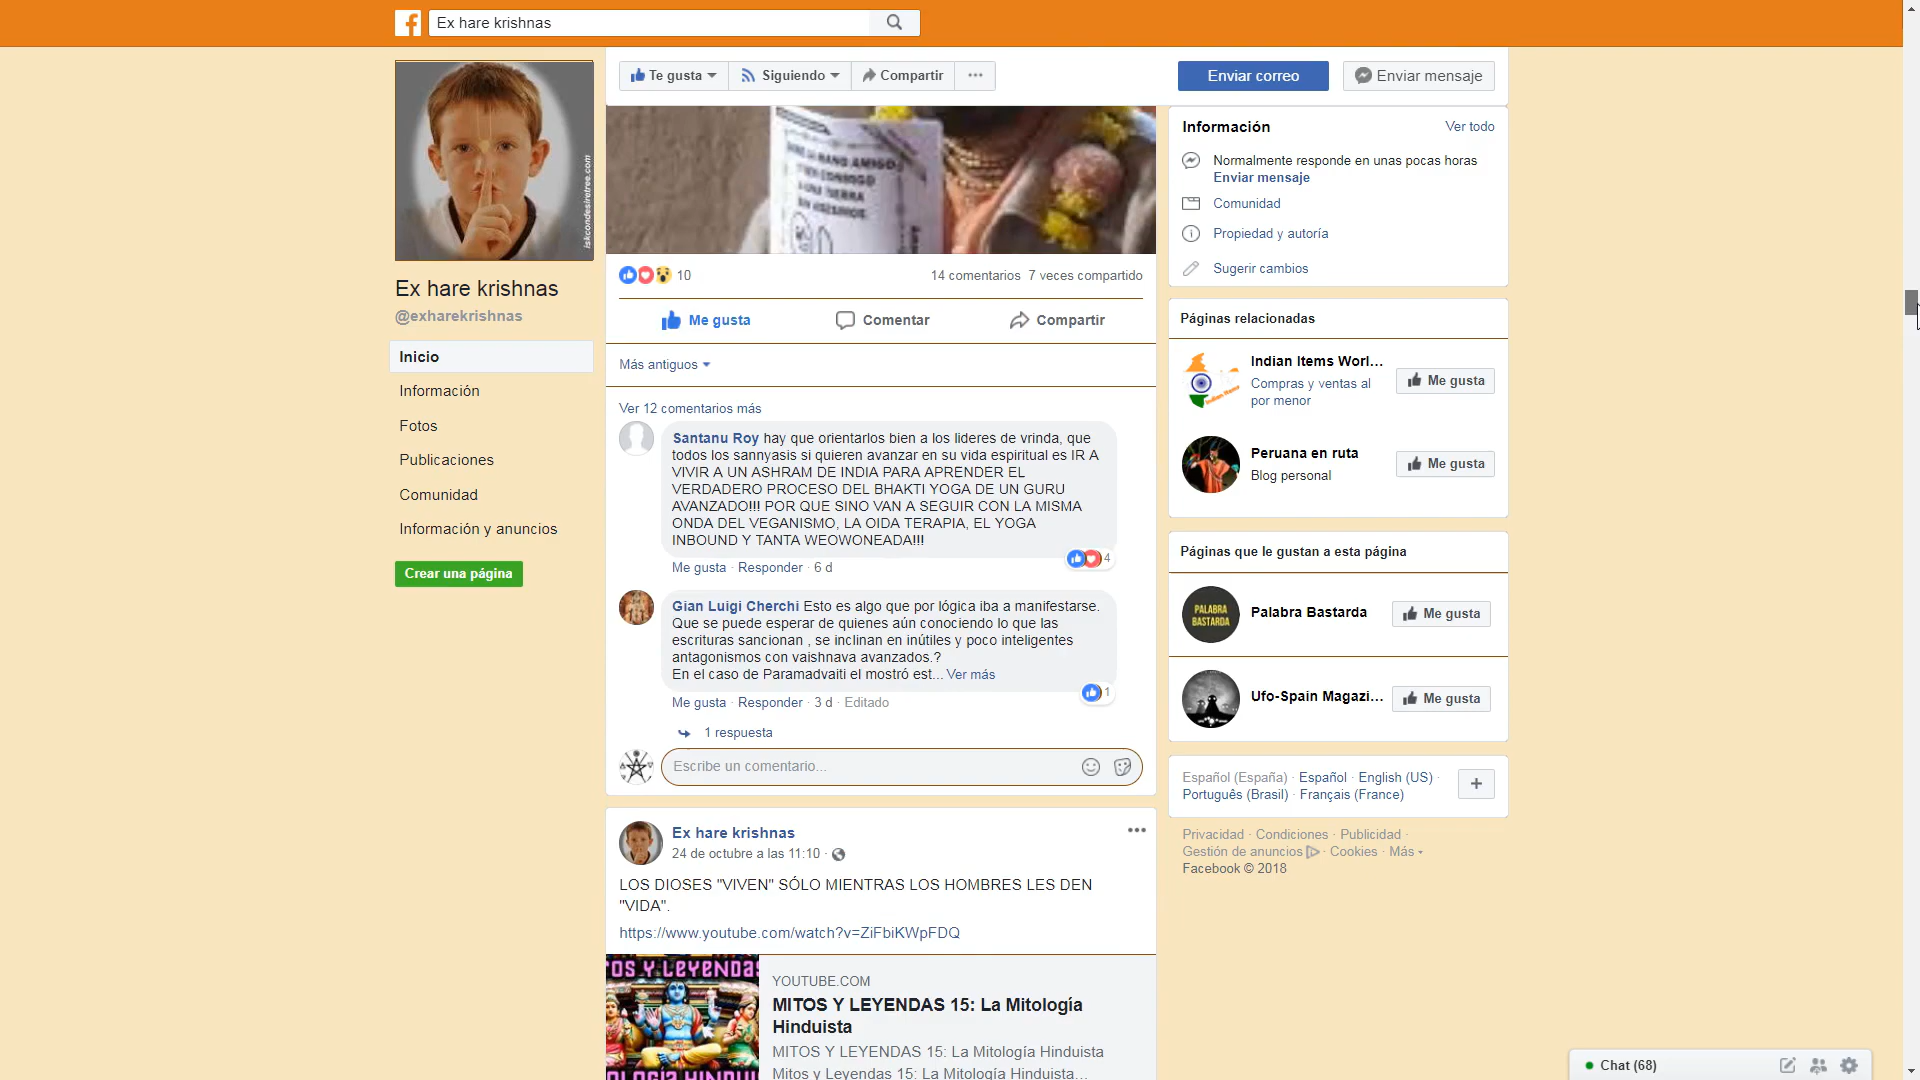 Ex hare krishnas
iskcondesiretree.com
Ex hare krishnas
@exharekrishnas
Inicio
Información
Fotos
Publicaciones
Comunidad
Información y anuncios
Crear una página
Te gusta
Siguiendo
Compartir
Enviar correo
Enviar mensaje
10
14 comentarios 7 veces compartido
Me gusta
Comentar
Compartir
Más antiguos
Ver 12 comentarios más
Santanu Roy hay que orientarlos bien a los lideres de vrinda, que
todos los sannyasis si quieren avanzar en su vida espiritual es IR A
VIVIR A UN ASHRAM DE INDIA PARA APRENDER EL
VERDADERO PROCESO DEL BHAKTI YOGA DE UN GURU
AVANZADO!!! POR QUE SINO VAN A SEGUIR CON LA MISMA
ONDA DEL VEGANISMO, LA OIDA TERAPIA, EL YOGA
INBOUND Y TANTA WEOWONEADA!!!
4
Me gusta · Responder · 6 d
Gian Luigi Cherchi Esto es algo que por lógica iba a manifestarse.
Que se puede esperar de quienes aún conociendo lo que las
escrituras sancionan , se inclinan en inútiles y poco inteligentes
antagonismos con vaishnava avanzados.?
En el caso de Paramadvaiti el mostró est... Ver más
1
Me gusta · Responder · 3 d · Editado
1 respuesta
Escribe un comentario...
Ex hare krishnas
24 de octubre a las 11:10 ·
LOS DIOSES "VIVEN" SÓLO MIENTRAS LOS HOMBRES LES DEN
"VIDA".
https://www.youtube.com/watch?v=ZiFbiKWpFDQ
YOUTUBE.COM
MITOS Y LEYENDAS 15: La Mitología
Hinduista
MITOS Y LEYENDAS 15: La Mitología Hinduista
Mitos y Leyendas 15: La Mitología Hinduista...
Información
Ver todo
Normalmente responde en unas pocas horas
Enviar mensaje
Comunidad
Propiedad y autoría
Sugerir cambios
Páginas relacionadas
Indian Items Worl...
Compras y ventas al
por menor
Me gusta
Peruana en ruta
Blog personal
Me gusta
Páginas que le gustan a esta página
PALABRA
BASTARDA
Palabra Bastarda
Me gusta
Ufo-Spain Magazi...
Me gusta
Español (España) · Español · English (US) ·
Português (Brasil) · Français (France)
Privacidad · Condiciones · Publicidad ·
Gestión de anuncios · Cookies · Más
Facebook © 2018
Chat (68)